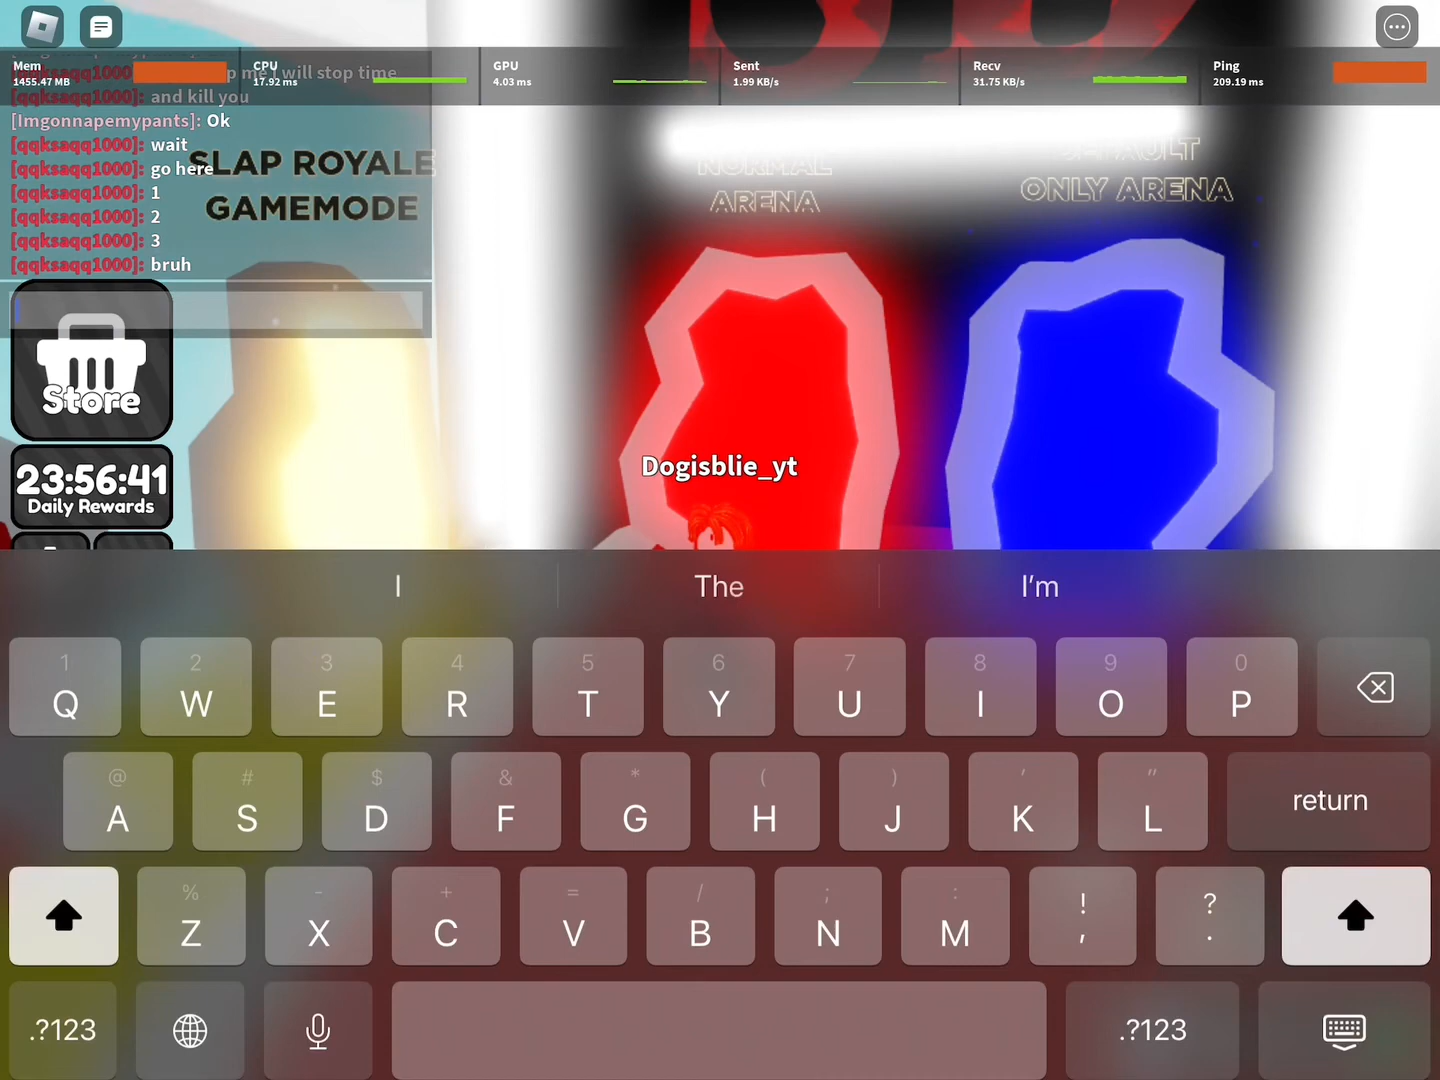 Mem
1455.47 MB
CPU
17.92 ms
GPU
4.03 ms
Sent
1.99 KB/s
Recv
31.75 KB/s
Ping
209.19 ms
[qqksaqq1000] p me I will stop time
[qqksaqq1000]: and kill you
[Imgonnapemypants]: Ok
[qqksaqq1000]: wait
[qqksaqq1000]: go here
[qqksaqq1000]: 1
[qqksaqq1000]: 2
[qqksaqq1000]: 3
[qqksaqq1000]: bruh
SLAP ROYALE
GAMEMODE
NORMAL
ARENA
DEFAULT
ONLY ARENA
Store
23:56:41
Daily Rewards
Dogisblie_yt
I The I'm
1 2 3 4 5 6 7 8 9 0
Q W E R T Y U I O P
@ # $ & * ( ) ' "
A S D F G H J K L return
% - + = / ; : ! ?
Z X C V B N M , .
.?123 .?123